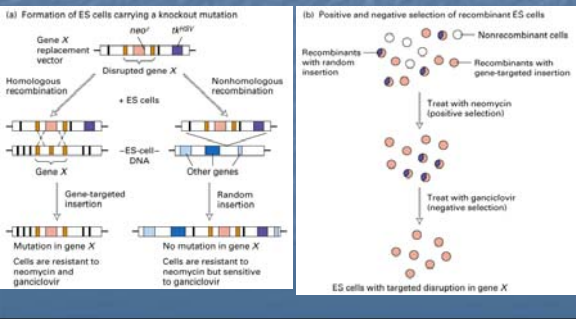 (a) Formation of ES cells carrying a knockout mutation
Gene X
replacement
vector
neoʳ
tkᴴˢⱽ
Disrupted gene X
Homologous
recombination
Nonhomologous
recombination
+ ES cells
–ES-cell–
DNA
Gene X
Other genes
Gene-targeted
insertion
Random
insertion
Mutation in gene X
No mutation in gene X
Cells are resistant to
neomycin and
ganciclovir
Cells are resistant to
neomycin but sensitive
to ganciclovir
(b) Positive and negative selection of recombinant ES cells
Nonrecombinant cells
Recombinants
with random
insertion
Recombinants with
gene-targeted insertion
Treat with neomycin
(positive selection)
Treat with ganciclovir
(negative selection)
ES cells with targeted disruption in gene X